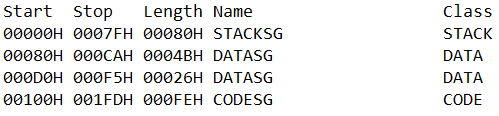 Start Stop Length Name Class
00000H 0007FH 00080H STACKSG STACK
00080H 000CAH 0004BH DATASG DATA
000D0H 000F5H 00026H DATASG DATA
00100H 001FDH 000FEH CODESG CODE